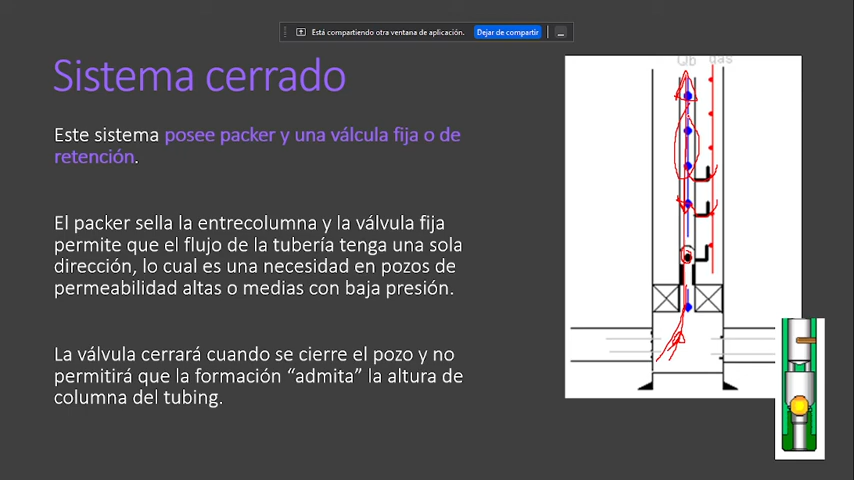 Está compartiendo otra ventana de aplicación.
Dejar de compartir
Sistema cerrado
Este sistema posee packer y una válcula fija o de
retención.
El packer sella la entrecolumna y la válvula fija
permite que el flujo de la tubería tenga una sola
dirección, lo cual es una necesidad en pozos de
permeabilidad altas o medias con baja presión.
La válvula cerrará cuando se cierre el pozo y no
permitirá que la formación “admita” la altura de
columna del tubing.
Qb gas